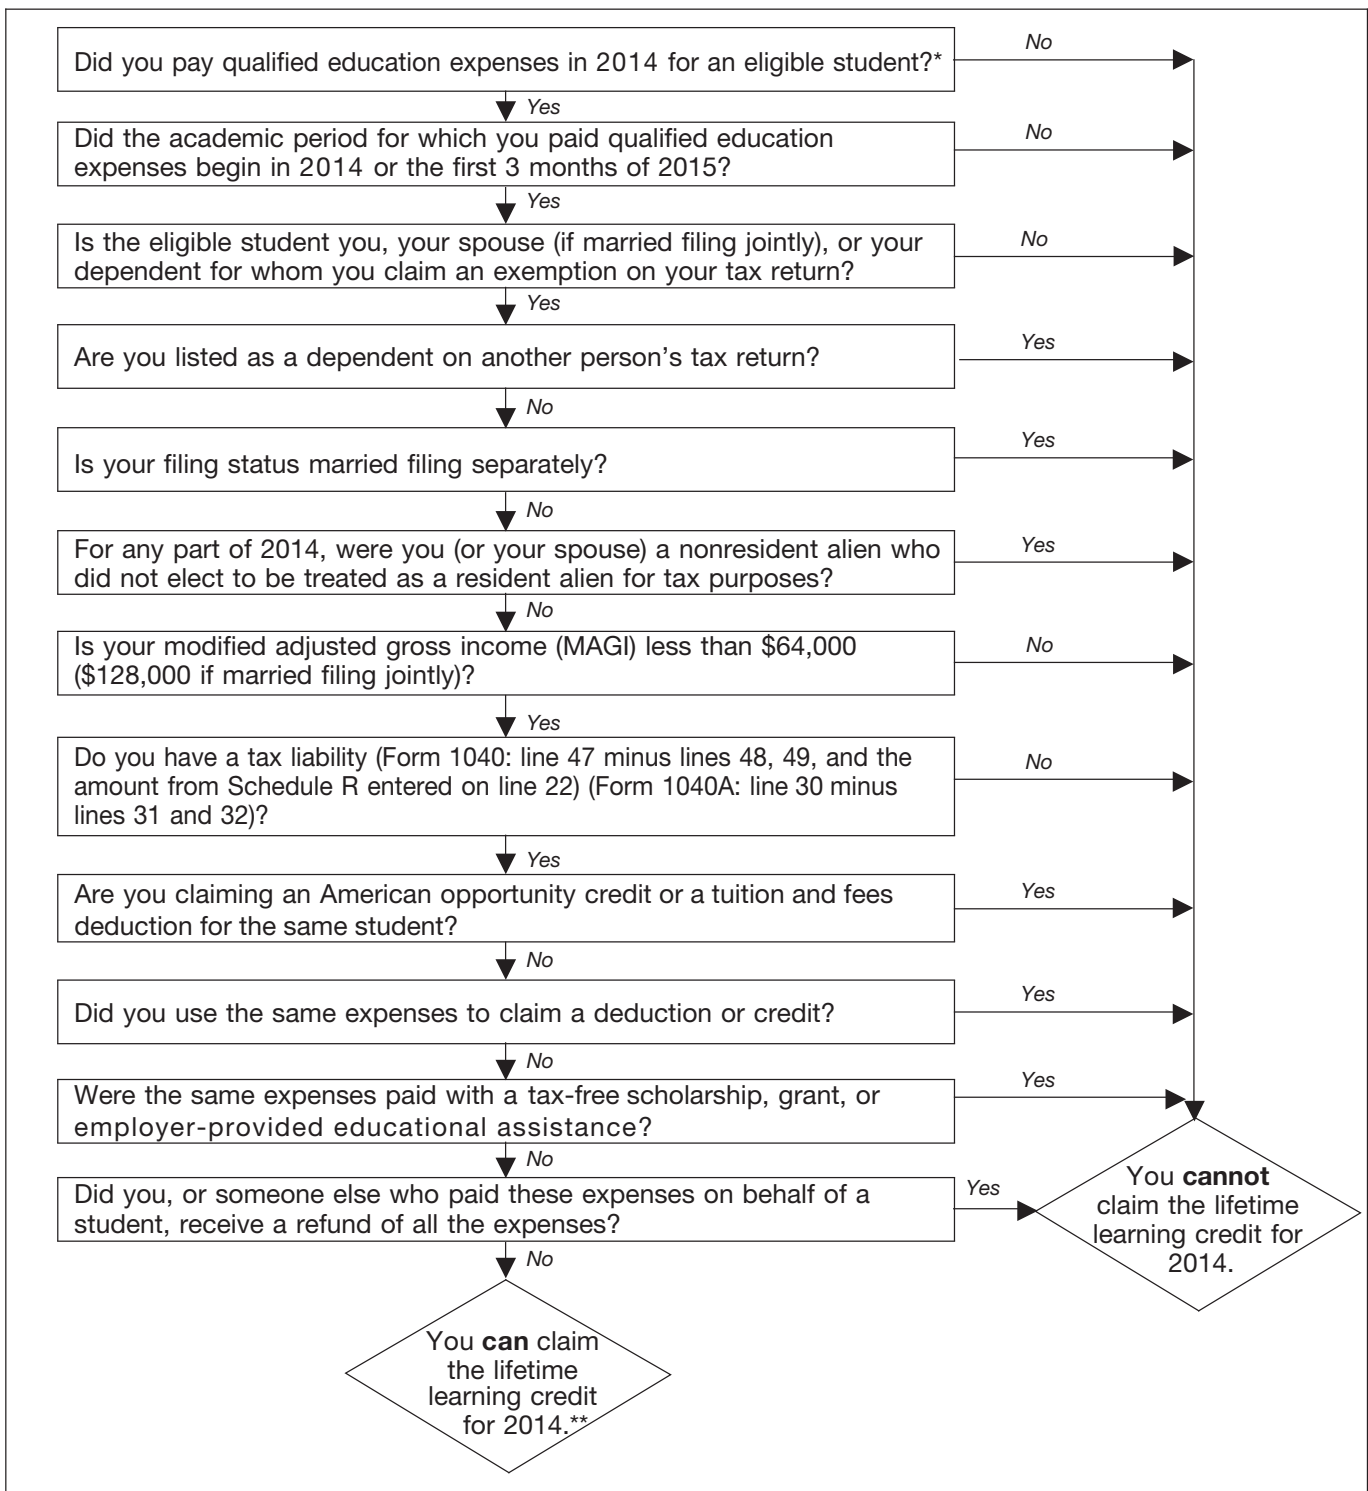 Did you pay qualified education expenses in 2014 for an eligible student?*
No
Yes
Did the academic period for which you paid qualified education
expenses begin in 2014 or the first 3 months of 2015?
No
Yes
Is the eligible student you, your spouse (if married filing jointly), or your
dependent for whom you claim an exemption on your tax return?
No
Yes
Are you listed as a dependent on another person's tax return?
Yes
No
Is your filing status married filing separately?
Yes
No
For any part of 2014, were you (or your spouse) a nonresident alien who
did not elect to be treated as a resident alien for tax purposes?
Yes
No
Is your modified adjusted gross income (MAGI) less than $64,000
($128,000 if married filing jointly)?
No
Yes
Do you have a tax liability (Form 1040: line 47 minus lines 48, 49, and the
amount from Schedule R entered on line 22) (Form 1040A: line 30 minus
lines 31 and 32)?
No
Yes
Are you claiming an American opportunity credit or a tuition and fees
deduction for the same student?
Yes
No
Did you use the same expenses to claim a deduction or credit?
Yes
No
Were the same expenses paid with a tax-free scholarship, grant, or
employer-provided educational assistance?
Yes
No
Did you, or someone else who paid these expenses on behalf of a
student, receive a refund of all the expenses?
Yes
No
You cannot
claim the lifetime
learning credit for
2014.
You can claim
the lifetime
learning credit
for 2014.**